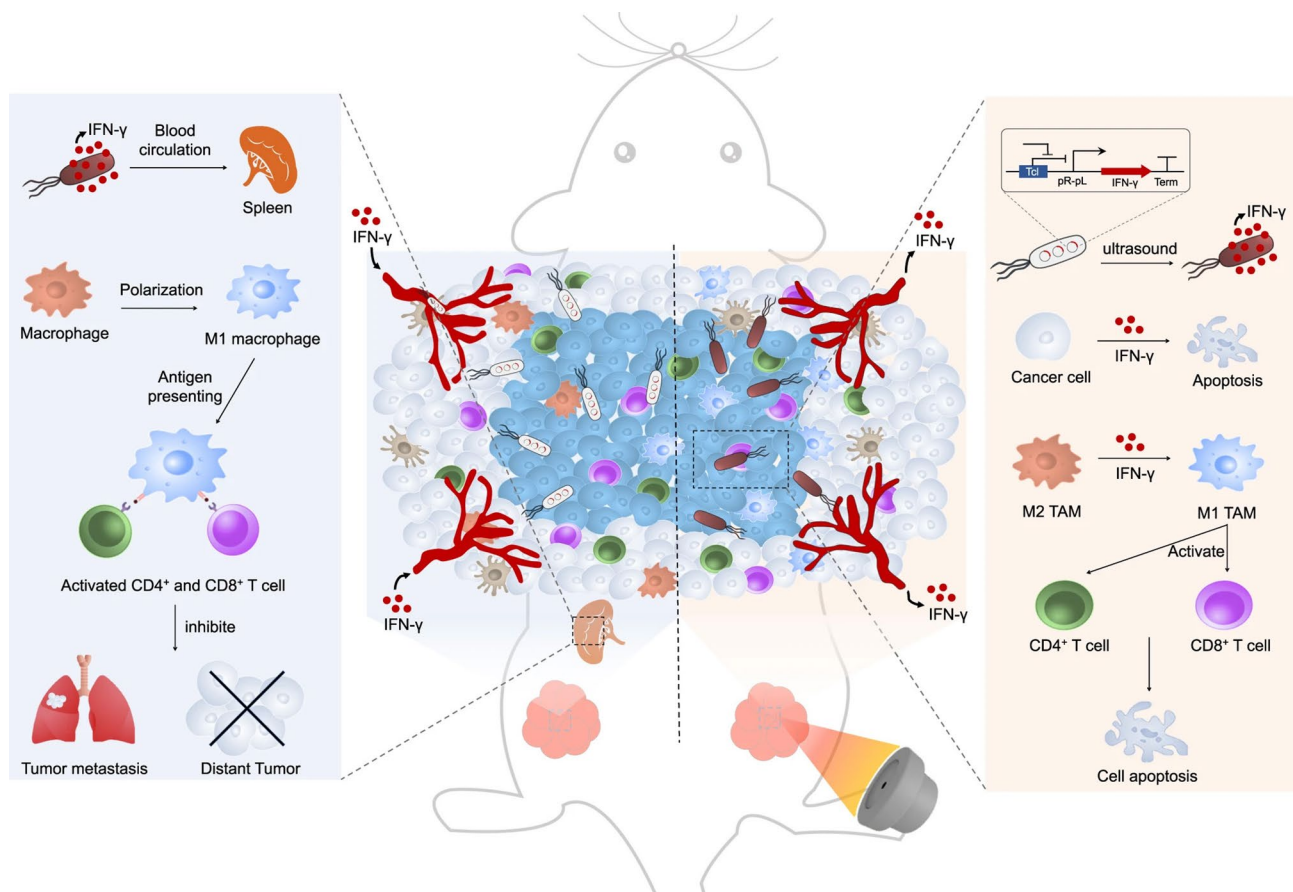 IFN-γ
Blood
circulation
Spleen
Polarization
Macrophage
M1 macrophage
Antigen
presenting
Activated CD4⁺ and CD8⁺ T cell
inhibite
Tumor metastasis
Distant Tumor
IFN-γ
IFN-γ
IFN-γ
IFN-γ
TcI
pR-pL
IFN-γ
Term
IFN-γ
ultrasound
IFN-γ
Cancer cell
Apoptosis
IFN-γ
M2 TAM
M1 TAM
Activate
CD4⁺ T cell
CD8⁺ T cell
Cell apoptosis